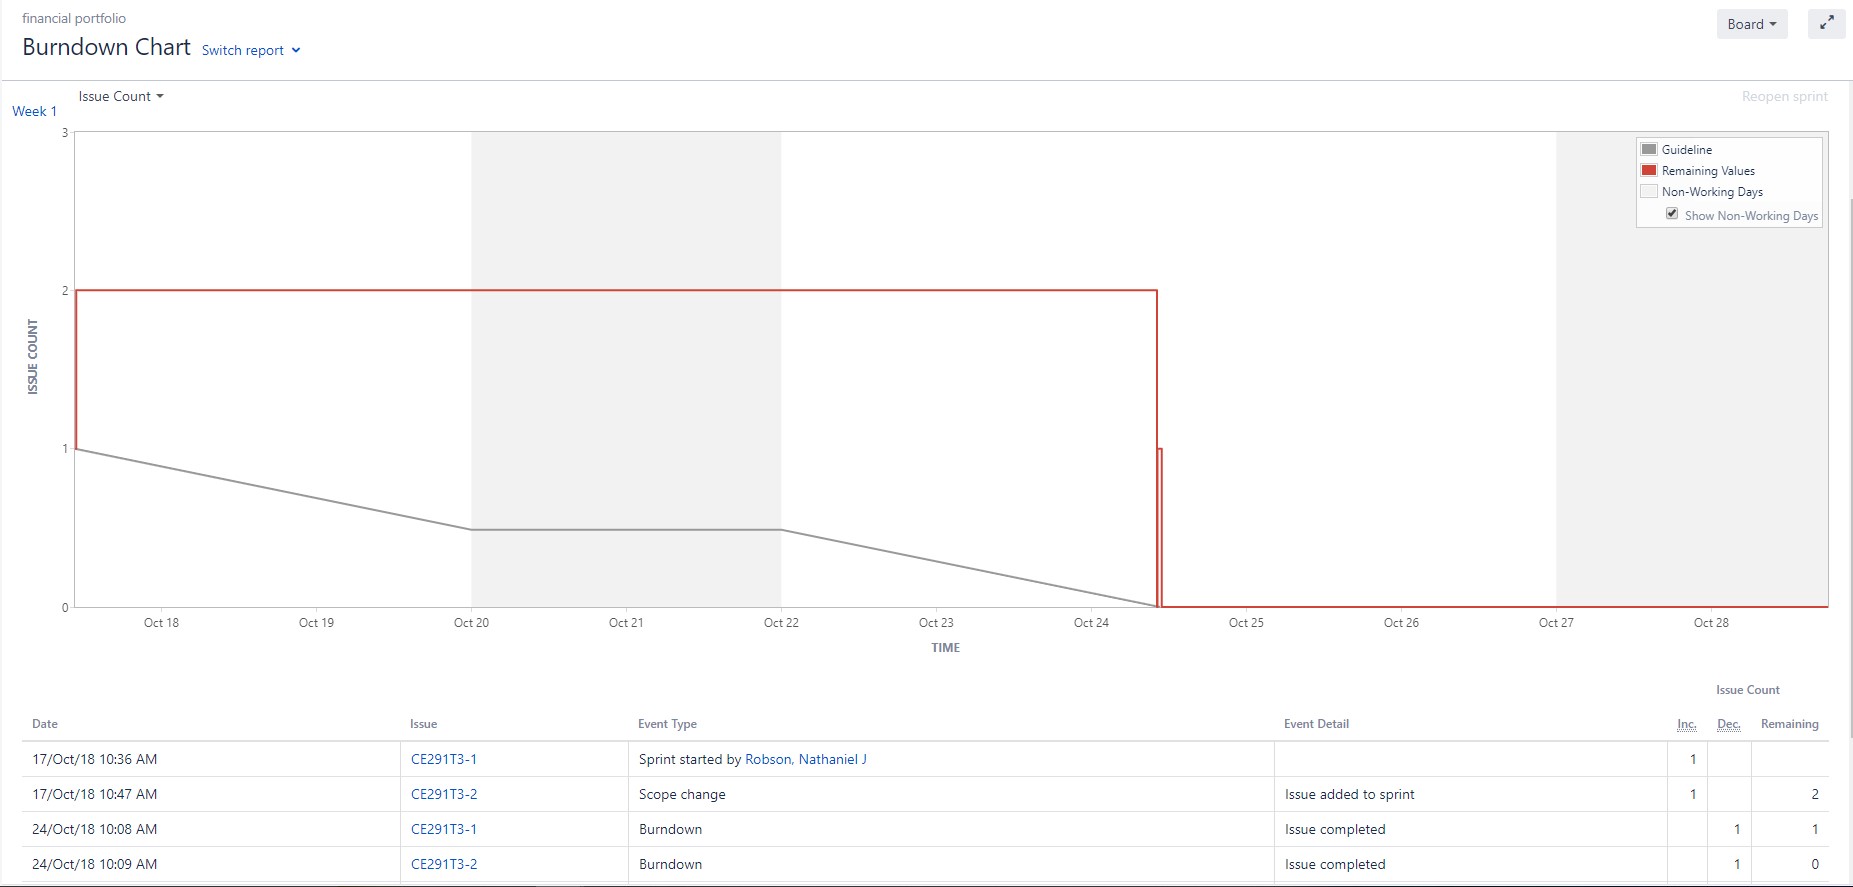 financial portfolio
Board
Burndown Chart Switch report
Issue Count
Reopen sprint
Week 1
3
2
1
0
ISSUE COUNT
Guideline
Remaining Values
Non-Working Days
Show Non-Working Days
Oct 18 Oct 19 Oct 20 Oct 21 Oct 22 Oct 23 Oct 24 Oct 25 Oct 26 Oct 27 Oct 28
TIME
Issue Count
Date Issue Event Type Event Detail Inc. Dec. Remaining
17/Oct/18 10:36 AM CE291T3-1 Sprint started by Robson, Nathaniel J 1
17/Oct/18 10:47 AM CE291T3-2 Scope change Issue added to sprint 1 2
24/Oct/18 10:08 AM CE291T3-1 Burndown Issue completed 1 1
24/Oct/18 10:09 AM CE291T3-2 Burndown Issue completed 1 0